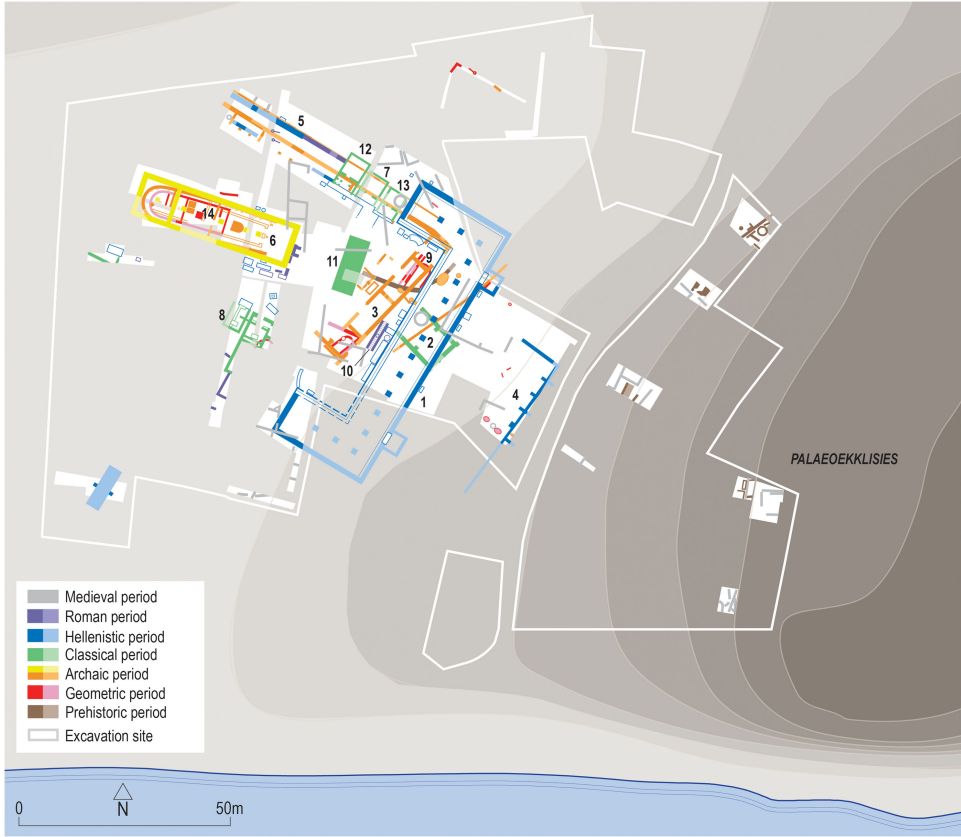 5
12
7
13
14
6
9
11
3
8
2
10
1
4
PALAEOEKKLISIES
Medieval period
Roman period
Hellenistic period
Classical period
Archaic period
Geometric period
Prehistoric period
Excavation site
0
N
50m